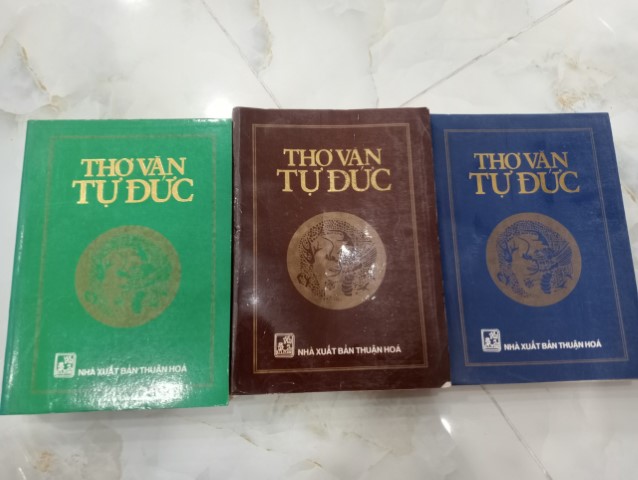 THƠ VĂN
TỰ ĐỨC
NHÀ XUẤT BẢN THUẬN HOÁ
THƠ VĂN
TỰ ĐỨC
NHÀ XUẤT BẢN THUẬN HOÁ
THƠ VĂN
TỰ ĐỨC
NHÀ XUẤT BẢN THUẬN HOÁ